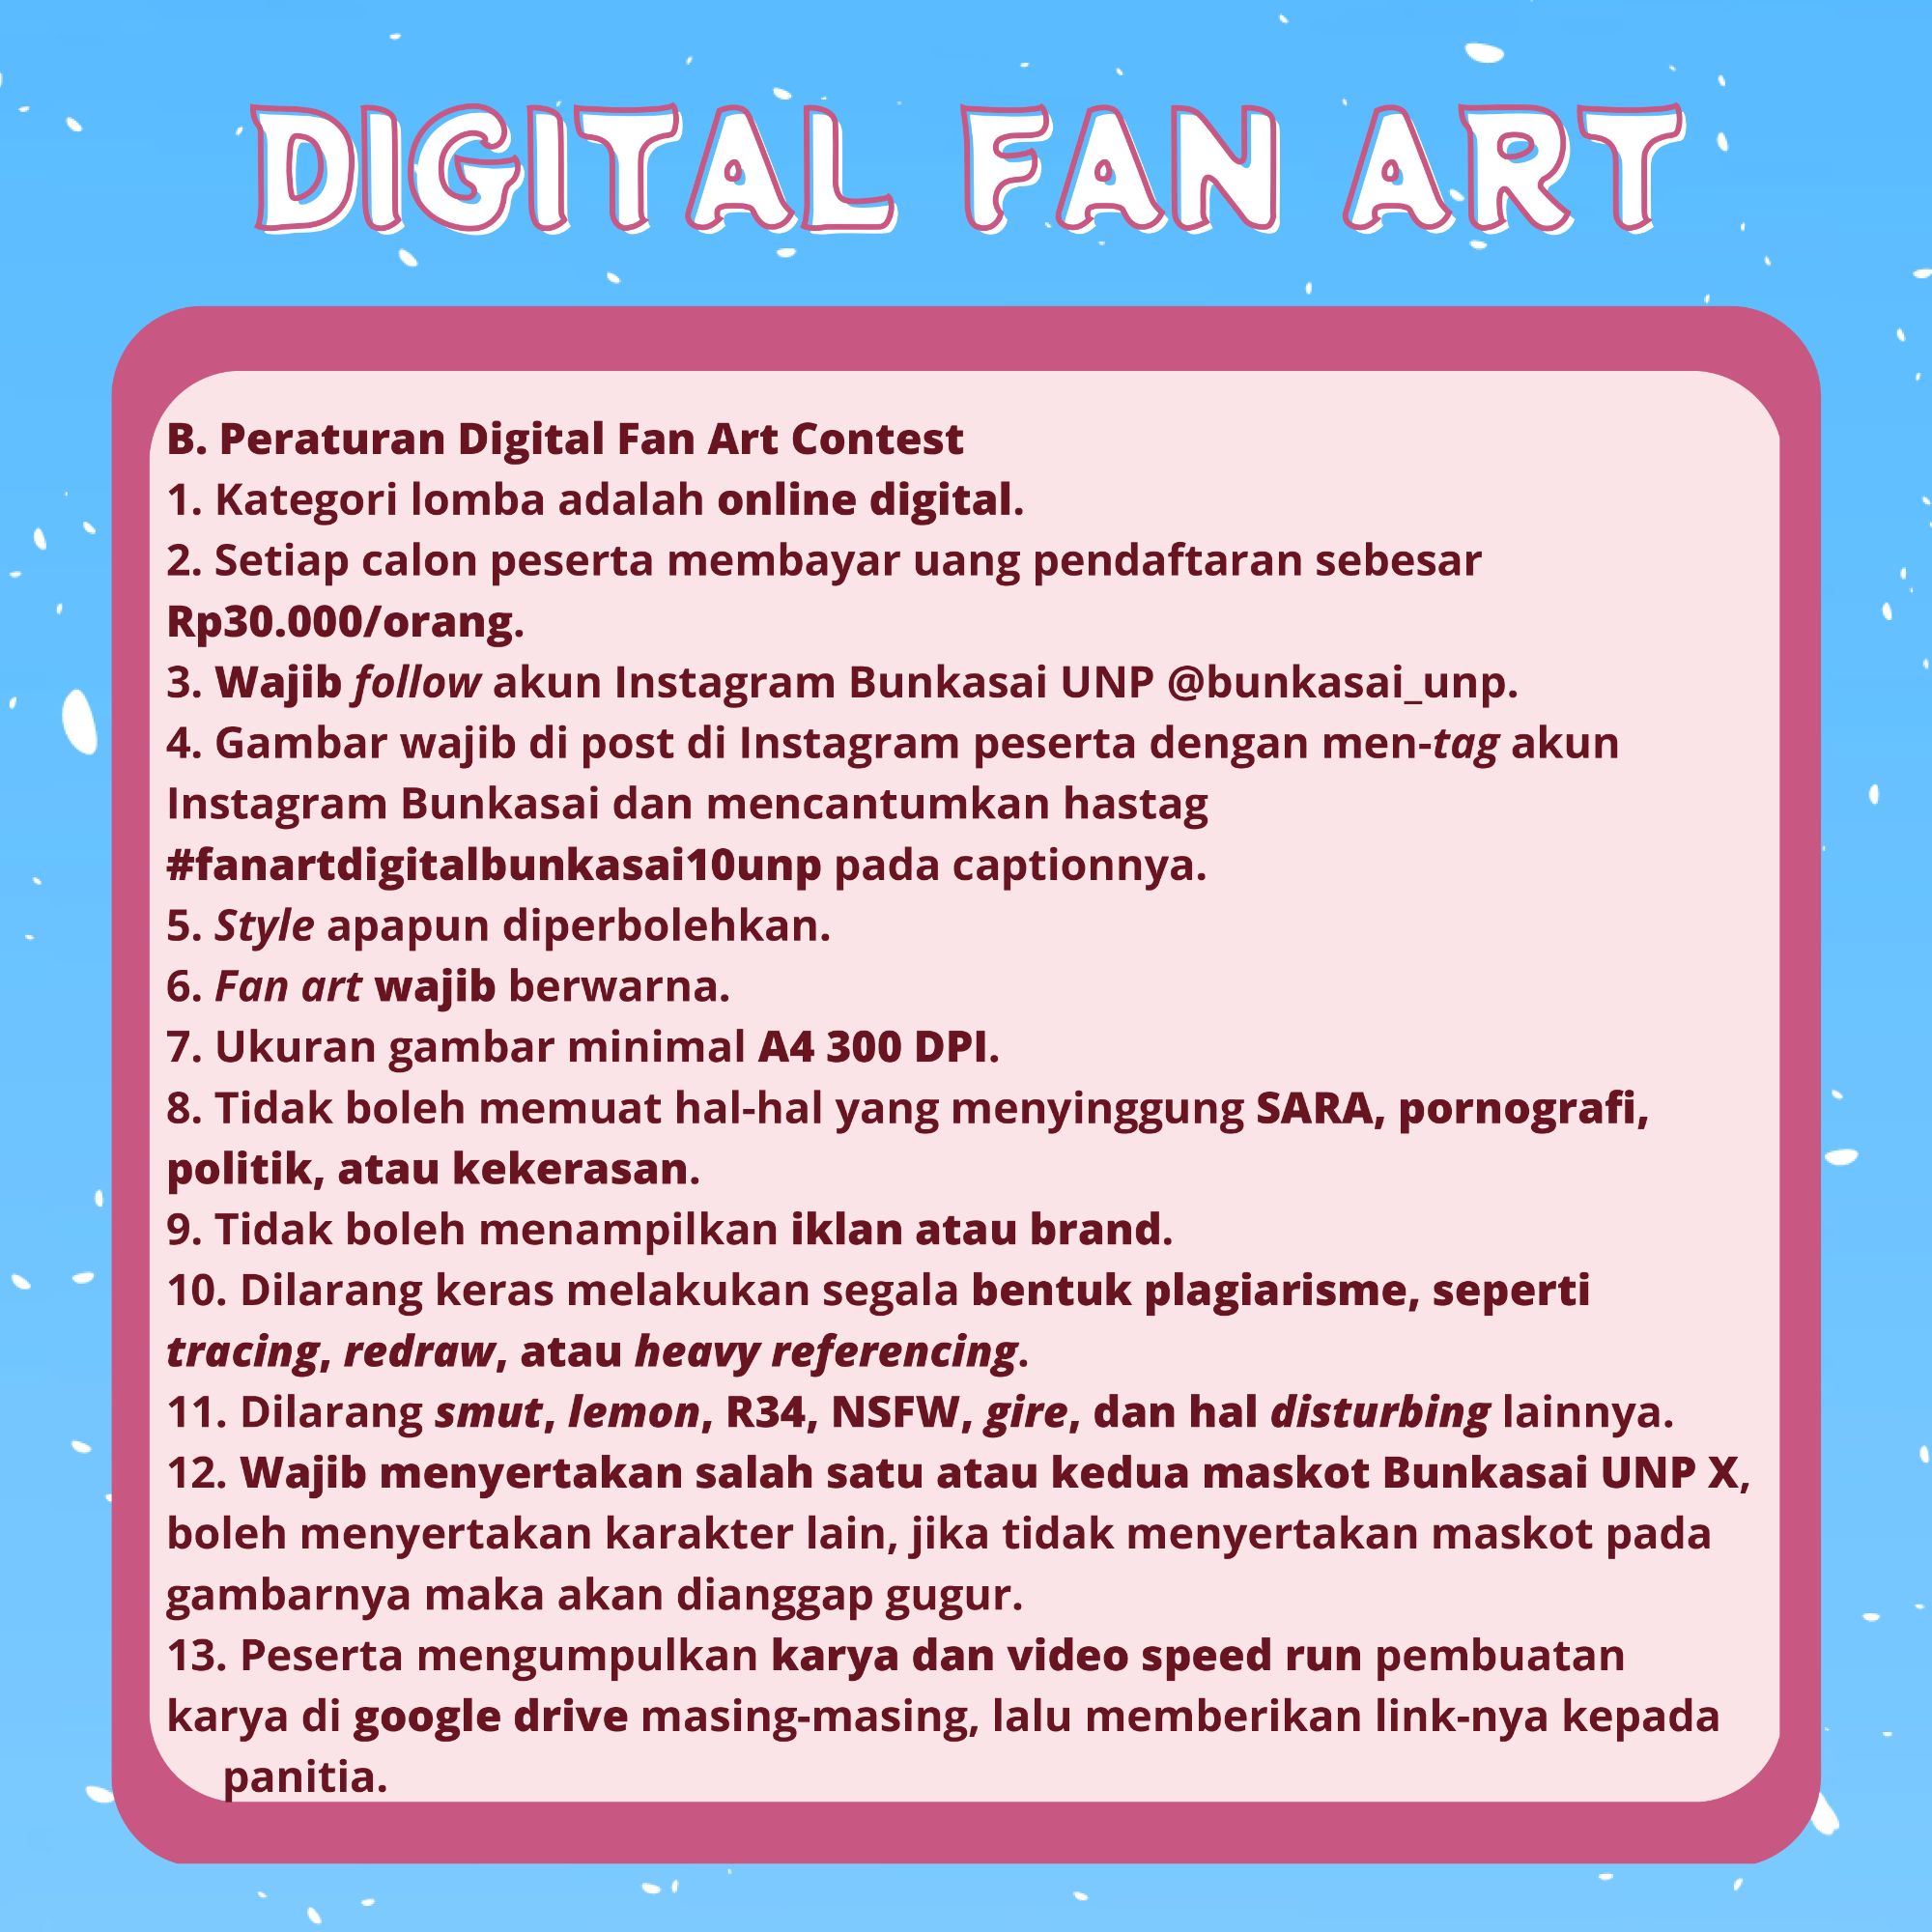 DIGITAL FAN ART
B. Peraturan Digital Fan Art Contest
1. Kategori lomba adalah online digital.
2. Setiap calon peserta membayar uang pendaftaran sebesar
Rp30.000/orang.
3. Wajib follow akun Instagram Bunkasai UNP @bunkasai_unp.
4. Gambar wajib di post di Instagram peserta dengan men-tag akun
Instagram Bunkasai dan mencantumkan hastag
#fanartdigitalbunkasai10unp pada captionnya.
5. Style apapun diperbolehkan.
6. Fan art wajib berwarna.
7. Ukuran gambar minimal A4 300 DPI.
8. Tidak boleh memuat hal-hal yang menyinggung SARA, pornografi,
politik, atau kekerasan.
9. Tidak boleh menampilkan iklan atau brand.
10. Dilarang keras melakukan segala bentuk plagiarisme, seperti
tracing, redraw, atau heavy referencing.
11. Dilarang smut, lemon, R34, NSFW, gire, dan hal disturbing lainnya.
12. Wajib menyertakan salah satu atau kedua maskot Bunkasai UNP X,
boleh menyertakan karakter lain, jika tidak menyertakan maskot pada
gambarnya maka akan dianggap gugur.
13. Peserta mengumpulkan karya dan video speed run pembuatan
karya di google drive masing-masing, lalu memberikan link-nya kepada
panitia.